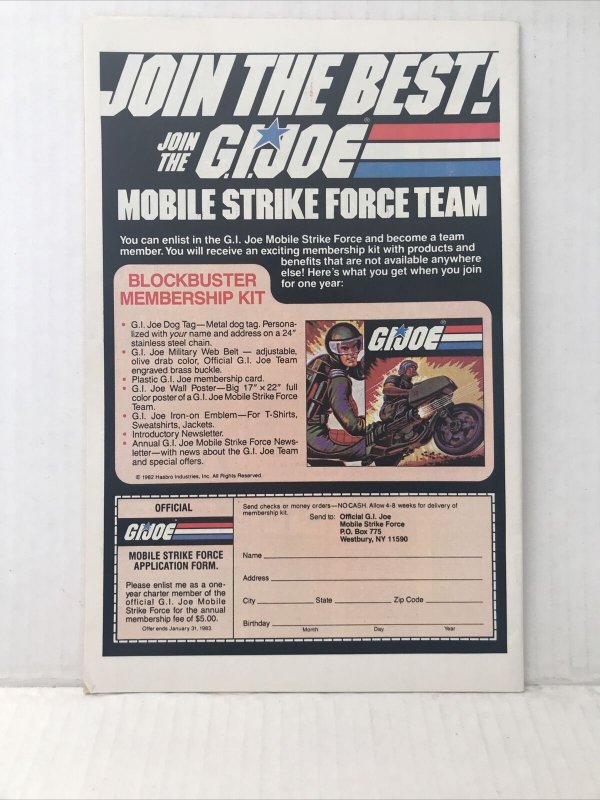 JOIN THE BEST!
JOIN
THE G.I. JOE®
MOBILE STRIKE FORCE TEAM
You can enlist in the G.I. Joe Mobile Strike Force and become a team
member. You will receive an exciting membership kit with products and
benefits that are not available anywhere
else! Here's what you get when you join
for one year:
BLOCKBUSTER
MEMBERSHIP KIT
• G.I. Joe Dog Tag—Metal dog tag. Persona-
lized with your name and address on a 24"
stainless steel chain.
• G.I. Joe Military Web Belt — adjustable,
olive drab color, Official G.I. Joe Team
engraved brass buckle.
• Plastic G.I. Joe membership card.
• G.I. Joe Wall Poster—Big 17" × 22" full
color poster of a G.I. Joe Mobile Strike Force
Team.
• G.I. Joe Iron-on Emblem—For T-Shirts,
Sweatshirts, Jackets.
• Introductory Newsletter.
• Annual G.I. Joe Mobile Strike Force News-
letter—with news about the G.I. Joe Team
and special offers.
© 1982 Hasbro Industries, Inc. All Rights Reserved.
G.I. JOE®
OFFICIAL
G.I. JOE
MOBILE STRIKE FORCE
APPLICATION FORM.
Please enlist me as a one-
year charter member of the
official G.I. Joe Mobile
Strike Force for the annual
membership fee of $5.00.
Offer ends January 31, 1983.
Send checks or money orders—NO CASH. Allow 4-8 weeks for delivery of
membership kit.
Send to: Official G.I. Joe
Mobile Strike Force
P.O. Box 775
Westbury, NY 11590
Name
Address
City State Zip Code
Birthday
Month Day Year